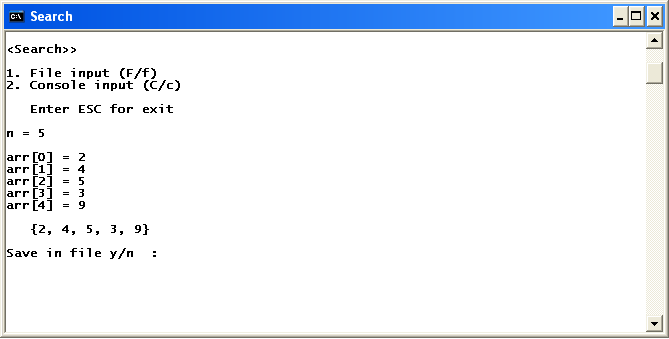 Search
<Search>>
1. File input (F/f)
2. Console input (C/c)
Enter ESC for exit
n = 5
arr[0] = 2
arr[1] = 4
arr[2] = 5
arr[3] = 3
arr[4] = 9
{2, 4, 5, 3, 9}
Save in file y/n  :